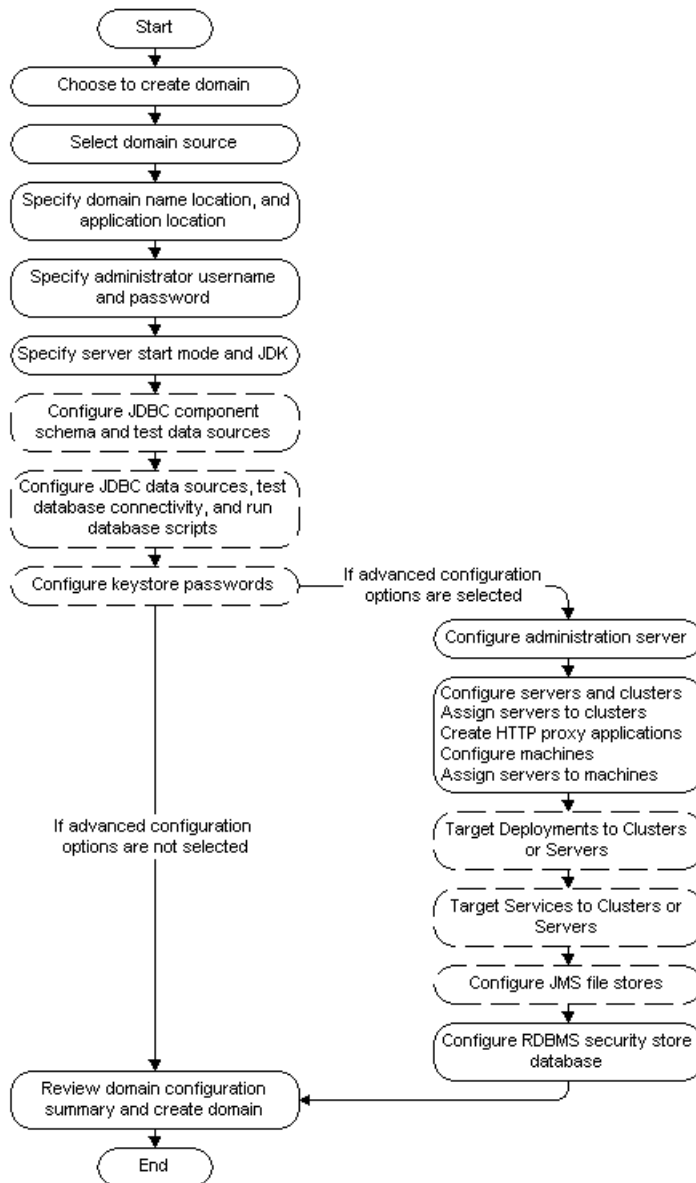 Start
Choose to create domain
Select domain source
Specify domain name location, and
application location
Specify administrator username
and password
Specify server start mode and JDK
Configure JDBC component
schema and test data sources
Configure JDBC data sources, test
database connectivity, and run
database scripts
Configure keystore passwords
If advanced configuration
options are selected
Configure administration server
Configure servers and clusters
Assign servers to clusters
Create HTTP proxy applications
Configure machines
Assign servers to machines
If advanced configuration
options are not selected
Target Deployments to Clusters
or Servers
Target Services to Clusters or
Servers
Configure JMS file stores
Configure RDBMS security store
database
Review domain configuration
summary and create domain
End